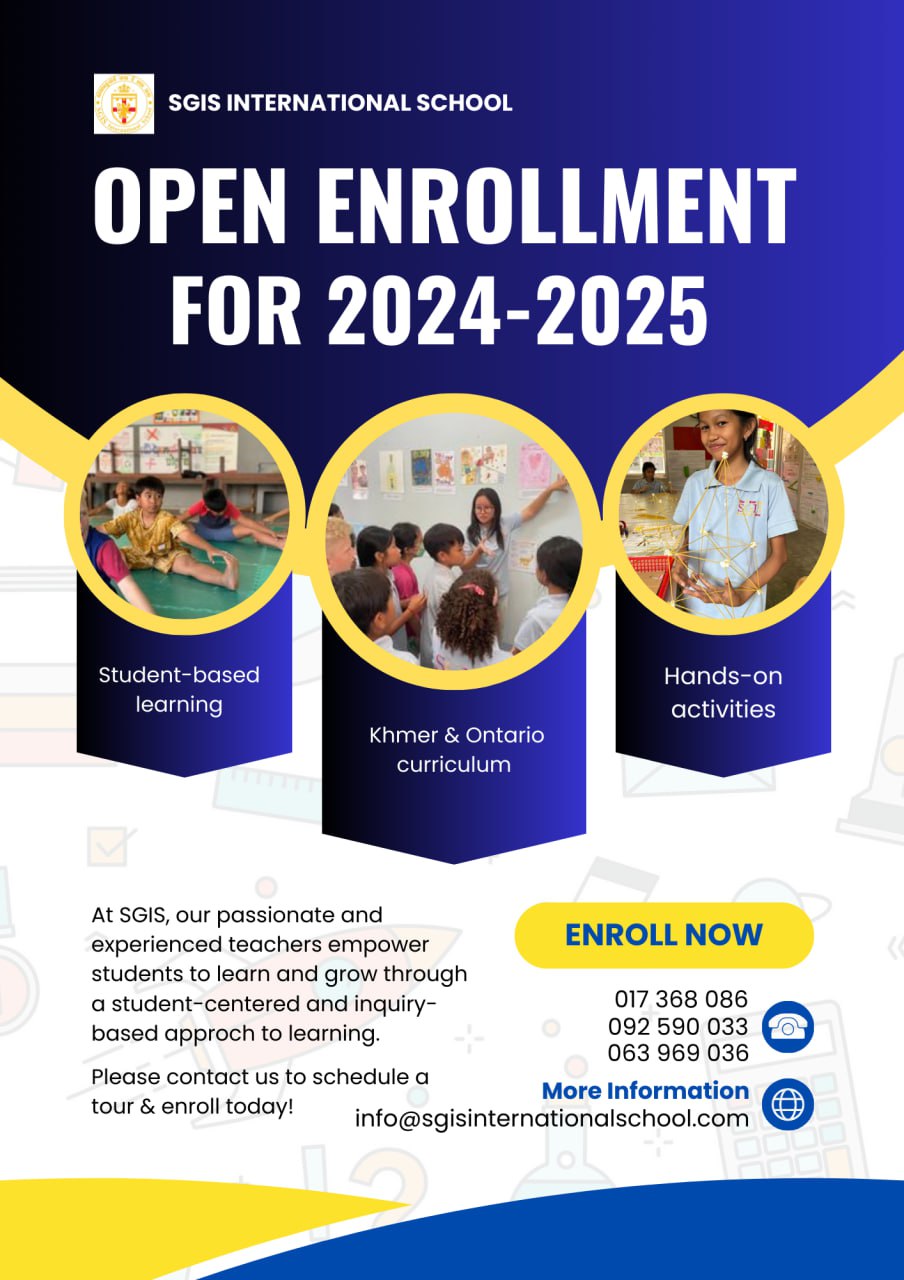 SGIS INTERNATIONAL SCHOOL
OPEN ENROLLMENT
FOR 2024-2025
Student-based
learning
Khmer & Ontario
curriculum
Hands-on
activities
At SGIS, our passionate and
experienced teachers empower
students to learn and grow through
a student-centered and inquiry-
based approch to learning.
Please contact us to schedule a
tour & enroll today!
ENROLL NOW
017 368 086
092 590 033
063 969 036
More Information
info@sgisinternationalschool.com